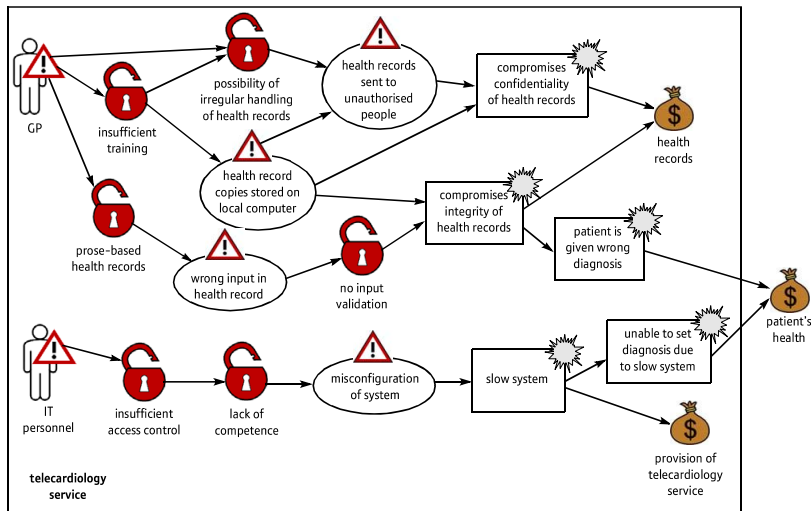 GP
insufficient
training
possibility of
irregular handling
of health records
health records
sent to
unauthorised
people
compromises
confidentiality
of health records
health
records
health record
copies stored on
local computer
compromises
integrity of
health records
prose-based
health records
wrong input in
health record
no input
validation
patient is
given wrong
diagnosis
patient's
health
IT
personnel
insufficient
access control
lack of
competence
misconfiguration
of system
slow system
unable to set
diagnosis due
to slow system
provision of
telecardiology
service
telecardiology
service